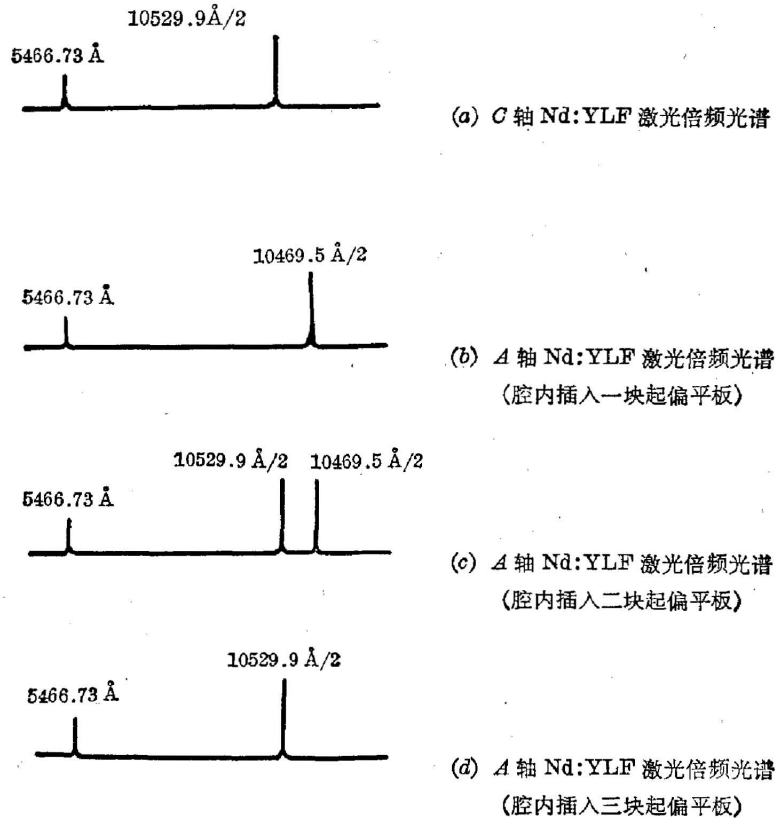 10529.9Å/2
5466.73 Å
(a) C 轴 Nd:YLF 激光倍频光谱
10469.5 Å/2
5466.73 Å
(b) A 轴 Nd:YLF 激光倍频光谱
(腔内插入一块起偏平板)
10529.9 Å/2 10469.5 Å/2
5466.73 Å
(c) A 轴 Nd:YLF 激光倍频光谱
(腔内插入二块起偏平板)
10529.9 Å/2
5466.73 Å
(d) A 轴 Nd:YLF 激光倍频光谱
(腔内插入三块起偏平板)